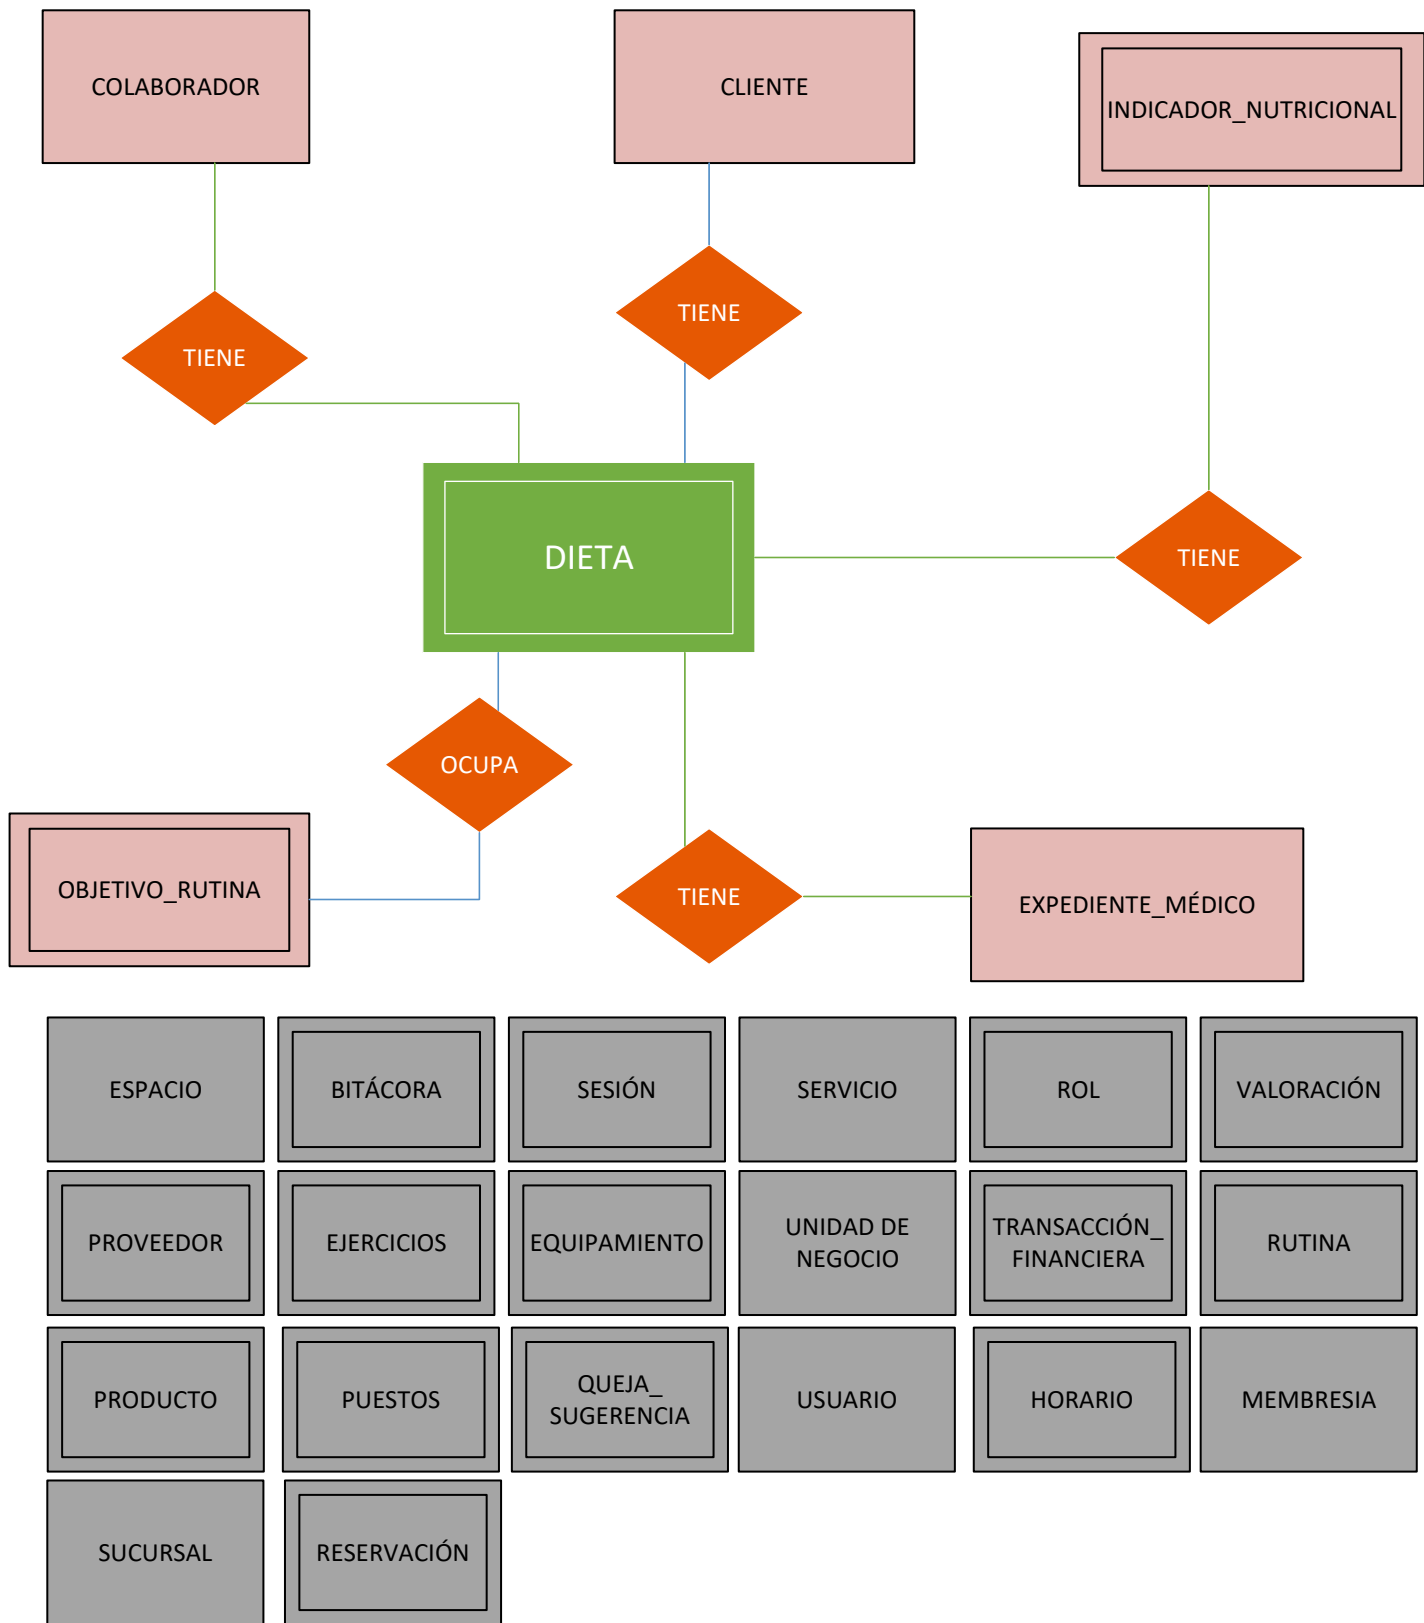 COLABORADOR
CLIENTE
INDICADOR_NUTRICIONAL
TIENE
TIENE
DIETA
TIENE
OCUPA
OBJETIVO_RUTINA
TIENE
EXPEDIENTE_MÉDICO
ESPACIO
BITÁCORA
SESIÓN
SERVICIO
ROL
VALORACIÓN
PROVEEDOR
EJERCICIOS
EQUIPAMIENTO
UNIDAD DE
NEGOCIO
TRANSACCIÓN_
FINANCIERA
RUTINA
PRODUCTO
PUESTOS
QUEJA_
SUGERENCIA
USUARIO
HORARIO
MEMBRESIA
SUCURSAL
RESERVACIÓN